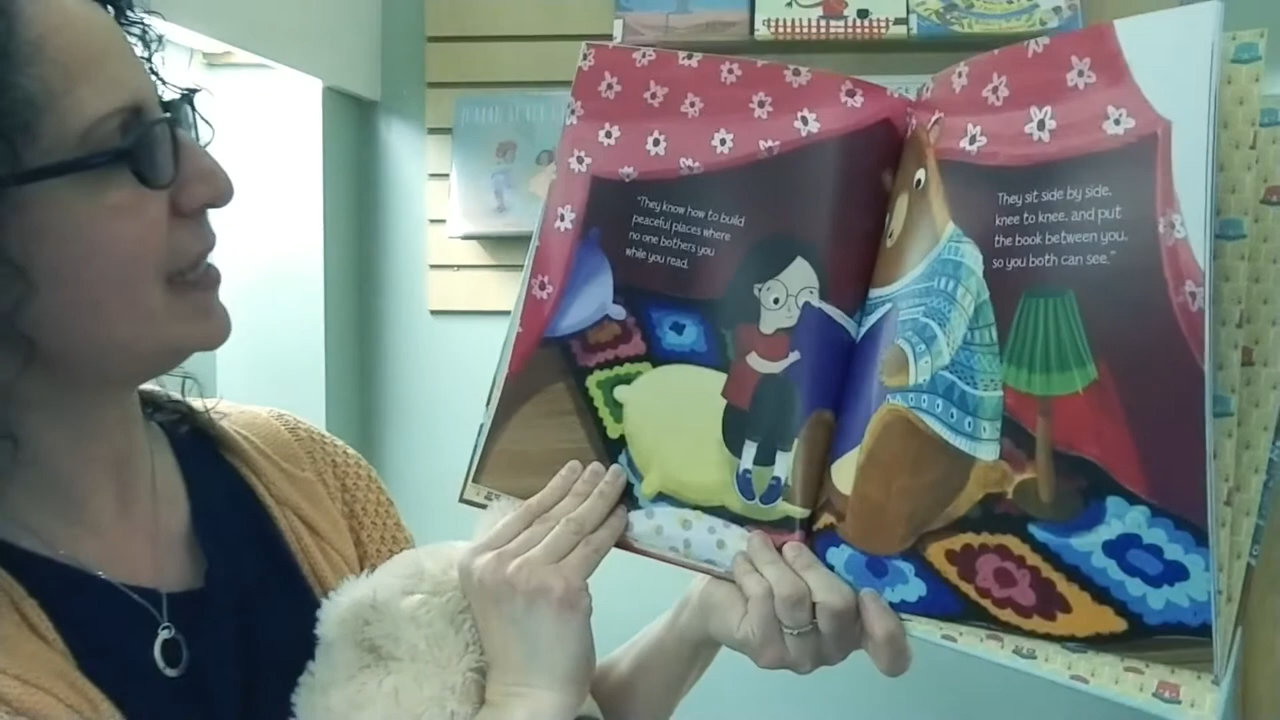 "They know how to build
peaceful places where
no one bothers you
while you read.
They sit side by side,
knee to knee, and put
the book between you,
so you both can see."